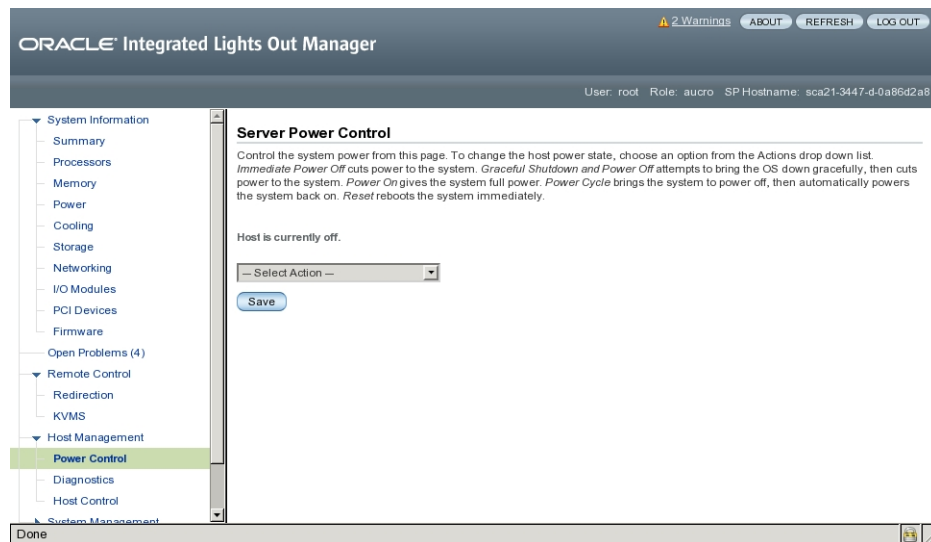 2 Warnings ABOUT REFRESH LOG OUT
ORACLE Integrated Lights Out Manager
User: root Role: aucro SP Hostname: sca21-3447-d-0a86d2a8
System Information
Summary
Processors
Memory
Power
Cooling
Storage
Networking
I/O Modules
PCI Devices
Firmware
Open Problems (4)
Remote Control
Redirection
KVMS
Host Management
Power Control
Diagnostics
Host Control
System Management
Server Power Control
Control the system power from this page. To change the host power state, choose an option from the Actions drop down list.
Immediate Power Off cuts power to the system. Graceful Shutdown and Power Off attempts to bring the OS down gracefully, then cuts
power to the system. Power On gives the system full power. Power Cycle brings the system to power off, then automatically powers
the system back on. Reset reboots the system immediately.
Host is currently off.
— Select Action —
Save
Done